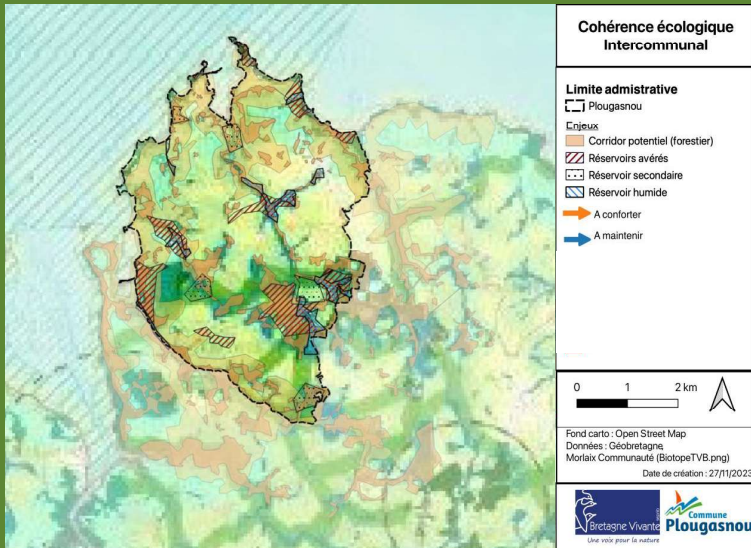 Cohérence écologique
Intercommunal
Limite admistrative
Plougasnou
Enjeux
Corridor potentiel (forestier)
Réservoirs avérés
Réservoir secondaire
Réservoir humide
A conforter
A maintenir
0 1 2 km
Fond carto : Open Street Map
Données : Géobretagne,
Morlaix Communauté (BiotopeTVB.png)
Date de création : 27/11/2023
Bretagne Vivante
Une voix pour la nature
Commune
Plougasnou